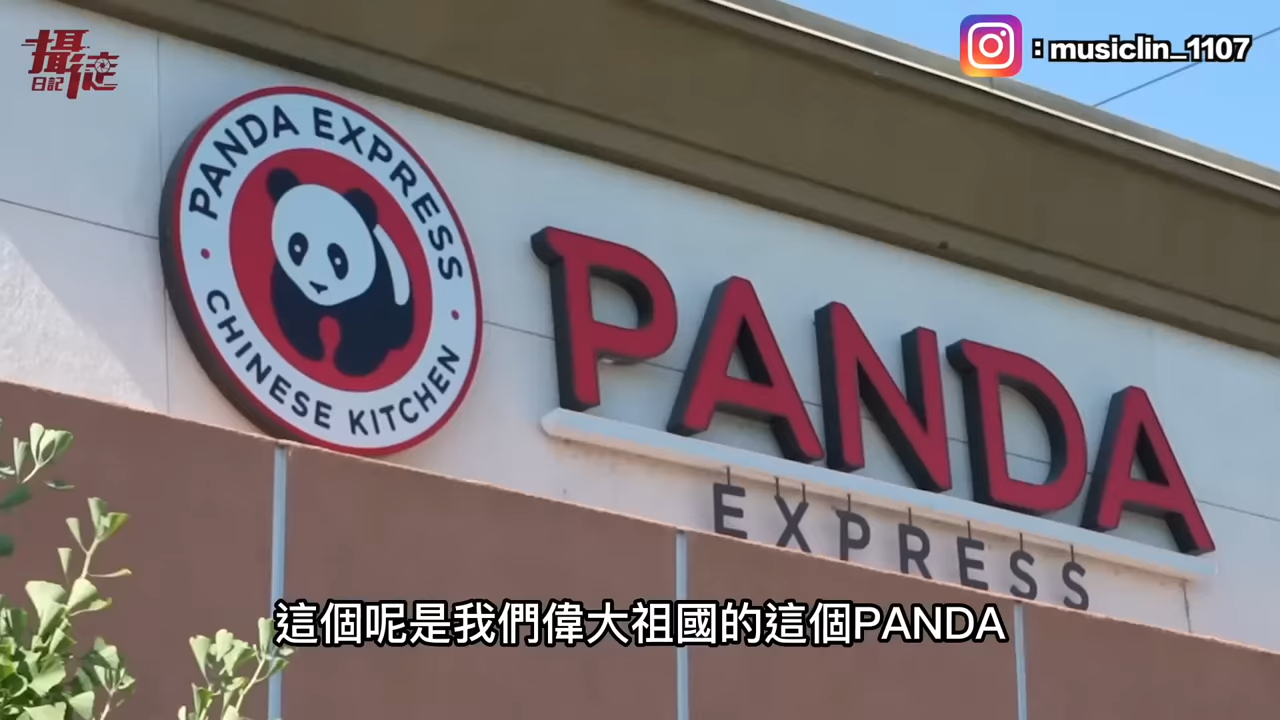 攝徒
日記
: musiclin_1107
PANDA EXPRESS
CHINESE KITCHEN
PANDA
EXPRESS
這個呢是我們偉大祖國的這個PANDA